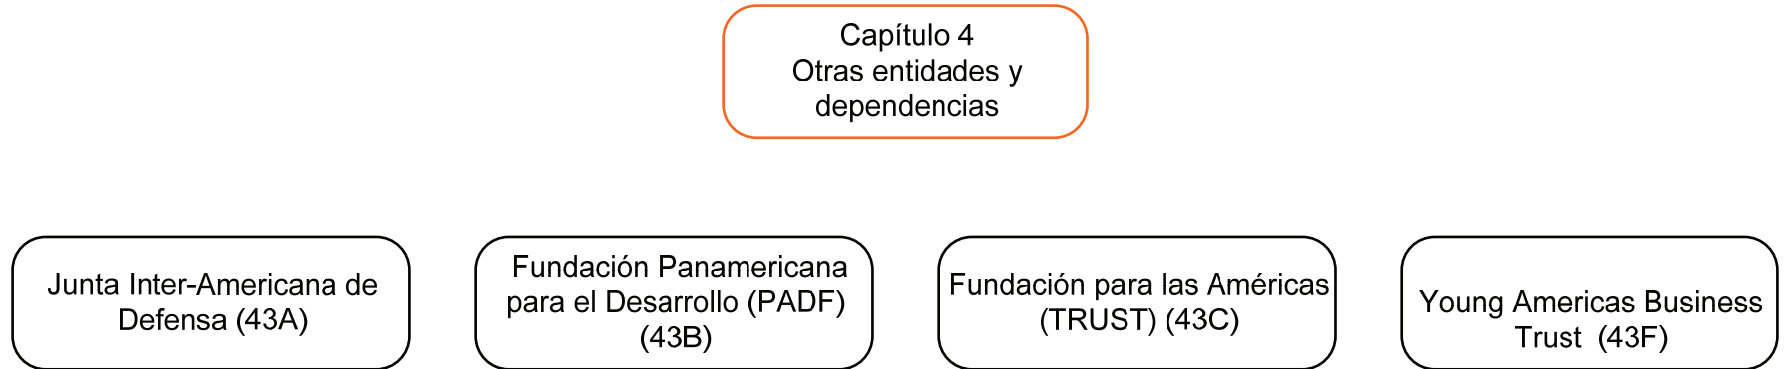 Capítulo 4
Otras entidades y
dependencias
Junta Inter-Americana de
Defensa (43A)
Fundación Panamericana
para el Desarrollo (PADF)
(43B)
Fundación para las Américas
(TRUST) (43C)
Young Americas Business
Trust (43F)